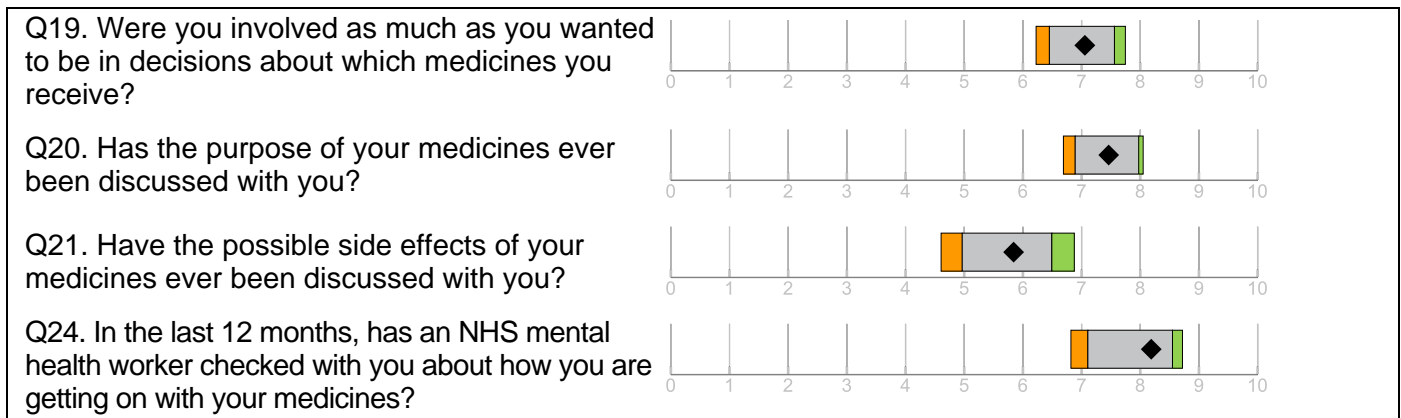 Q19. Were you involved as much as you wanted
to be in decisions about which medicines you
receive?
0 1 2 3 4 5 6 7 8 9 10
Q20. Has the purpose of your medicines ever
been discussed with you?
0 1 2 3 4 5 6 7 8 9 10
Q21. Have the possible side effects of your
medicines ever been discussed with you?
0 1 2 3 4 5 6 7 8 9 10
Q24. In the last 12 months, has an NHS mental
health worker checked with you about how you are
getting on with your medicines?
0 1 2 3 4 5 6 7 8 9 10